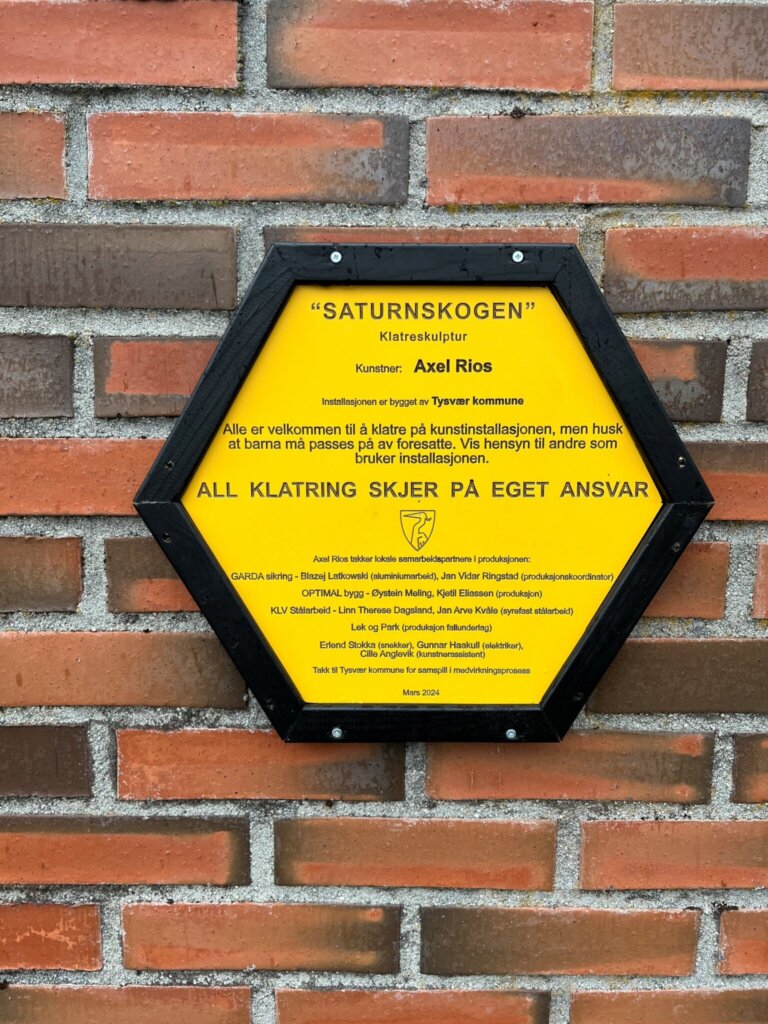 “SATURNSKOGEN”
Klatreskulptur
Kunstner: Axel Rios
Installasjonen er bygget av Tysvær kommune
Alle er velkommen til å klatre på kunstinstallasjonen, men husk
at barna må passes på av foresatte. Vis hensyn til andre som
bruker installasjonen.
ALL KLATRING SKJER PÅ EGET ANSVAR
Axel Rios takker lokale samarbeidspartnere i produksjonen:
GARDA sikring - Blazej Latkowski (aluminiumarbeid), Jan Vidar Ringstad (produksjonskoordinator)
OPTIMAL bygg - Øystein Meling, Kjetil Eliassen (produksjon)
KLV Stålarbeid - Linn Therese Dagsland, Jan Arve Kvåle (syrefast stålarbeid)
Lek og Park (produksjon fallunderlag)
Erlend Stokka (snekker), Gunnar Haakull (elektriker),
Cille Anglevik (kunstnerassistent)
Takk til Tysvær kommune for samspill i medvirkningsprosess
Mars 2024